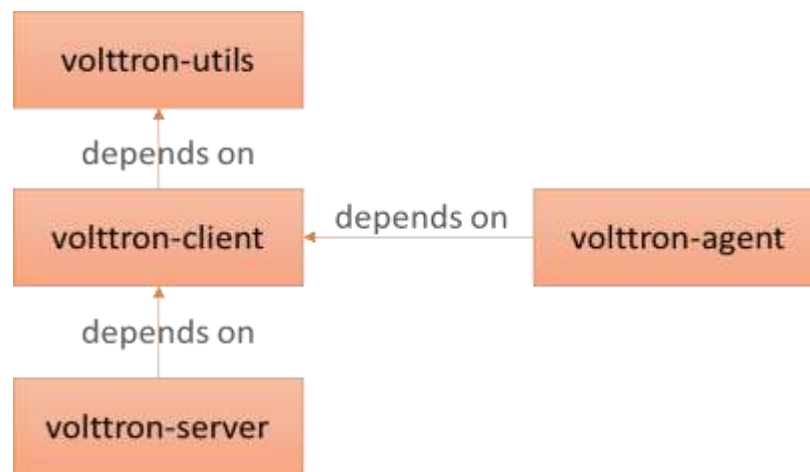 volttron-utils
depends on
volttron-client
depends on
volttron-agent
depends on
volttron-server